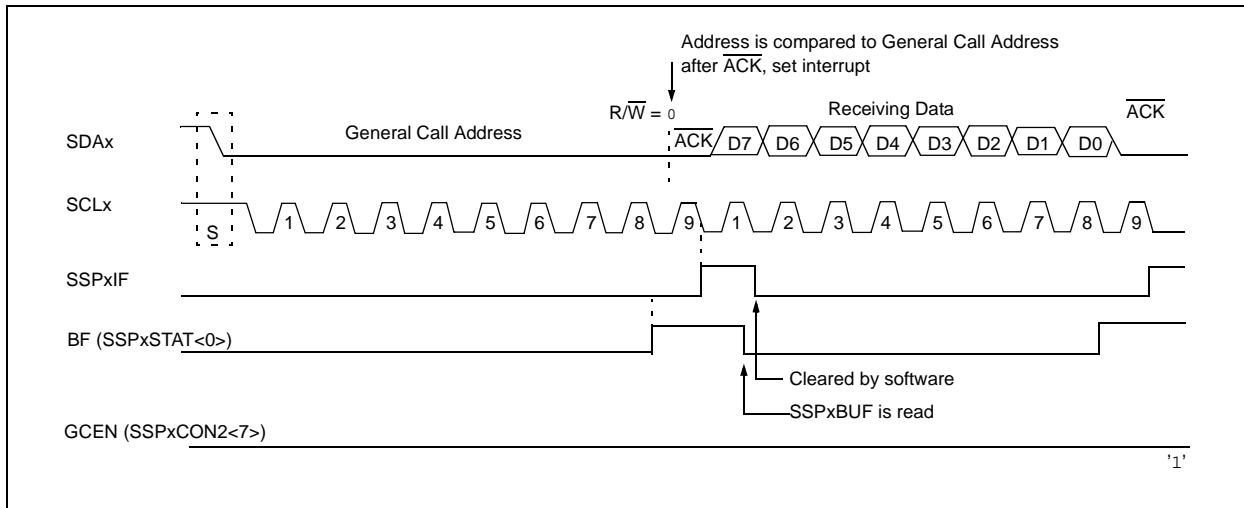 Address is compared to General Call Address
after ACK, set interrupt
R/W = 0
Receiving Data
ACK
General Call Address
SDAx
ACK D7 D6 D5 D4 D3 D2 D1 D0
SCLx
S
1 2 3 4 5 6 7 8 9 1 2 3 4 5 6 7 8 9
SSPxIF
BF (SSPxSTAT<0>)
Cleared by software
SSPxBUF is read
GCEN (SSPxCON2<7>)
'1'